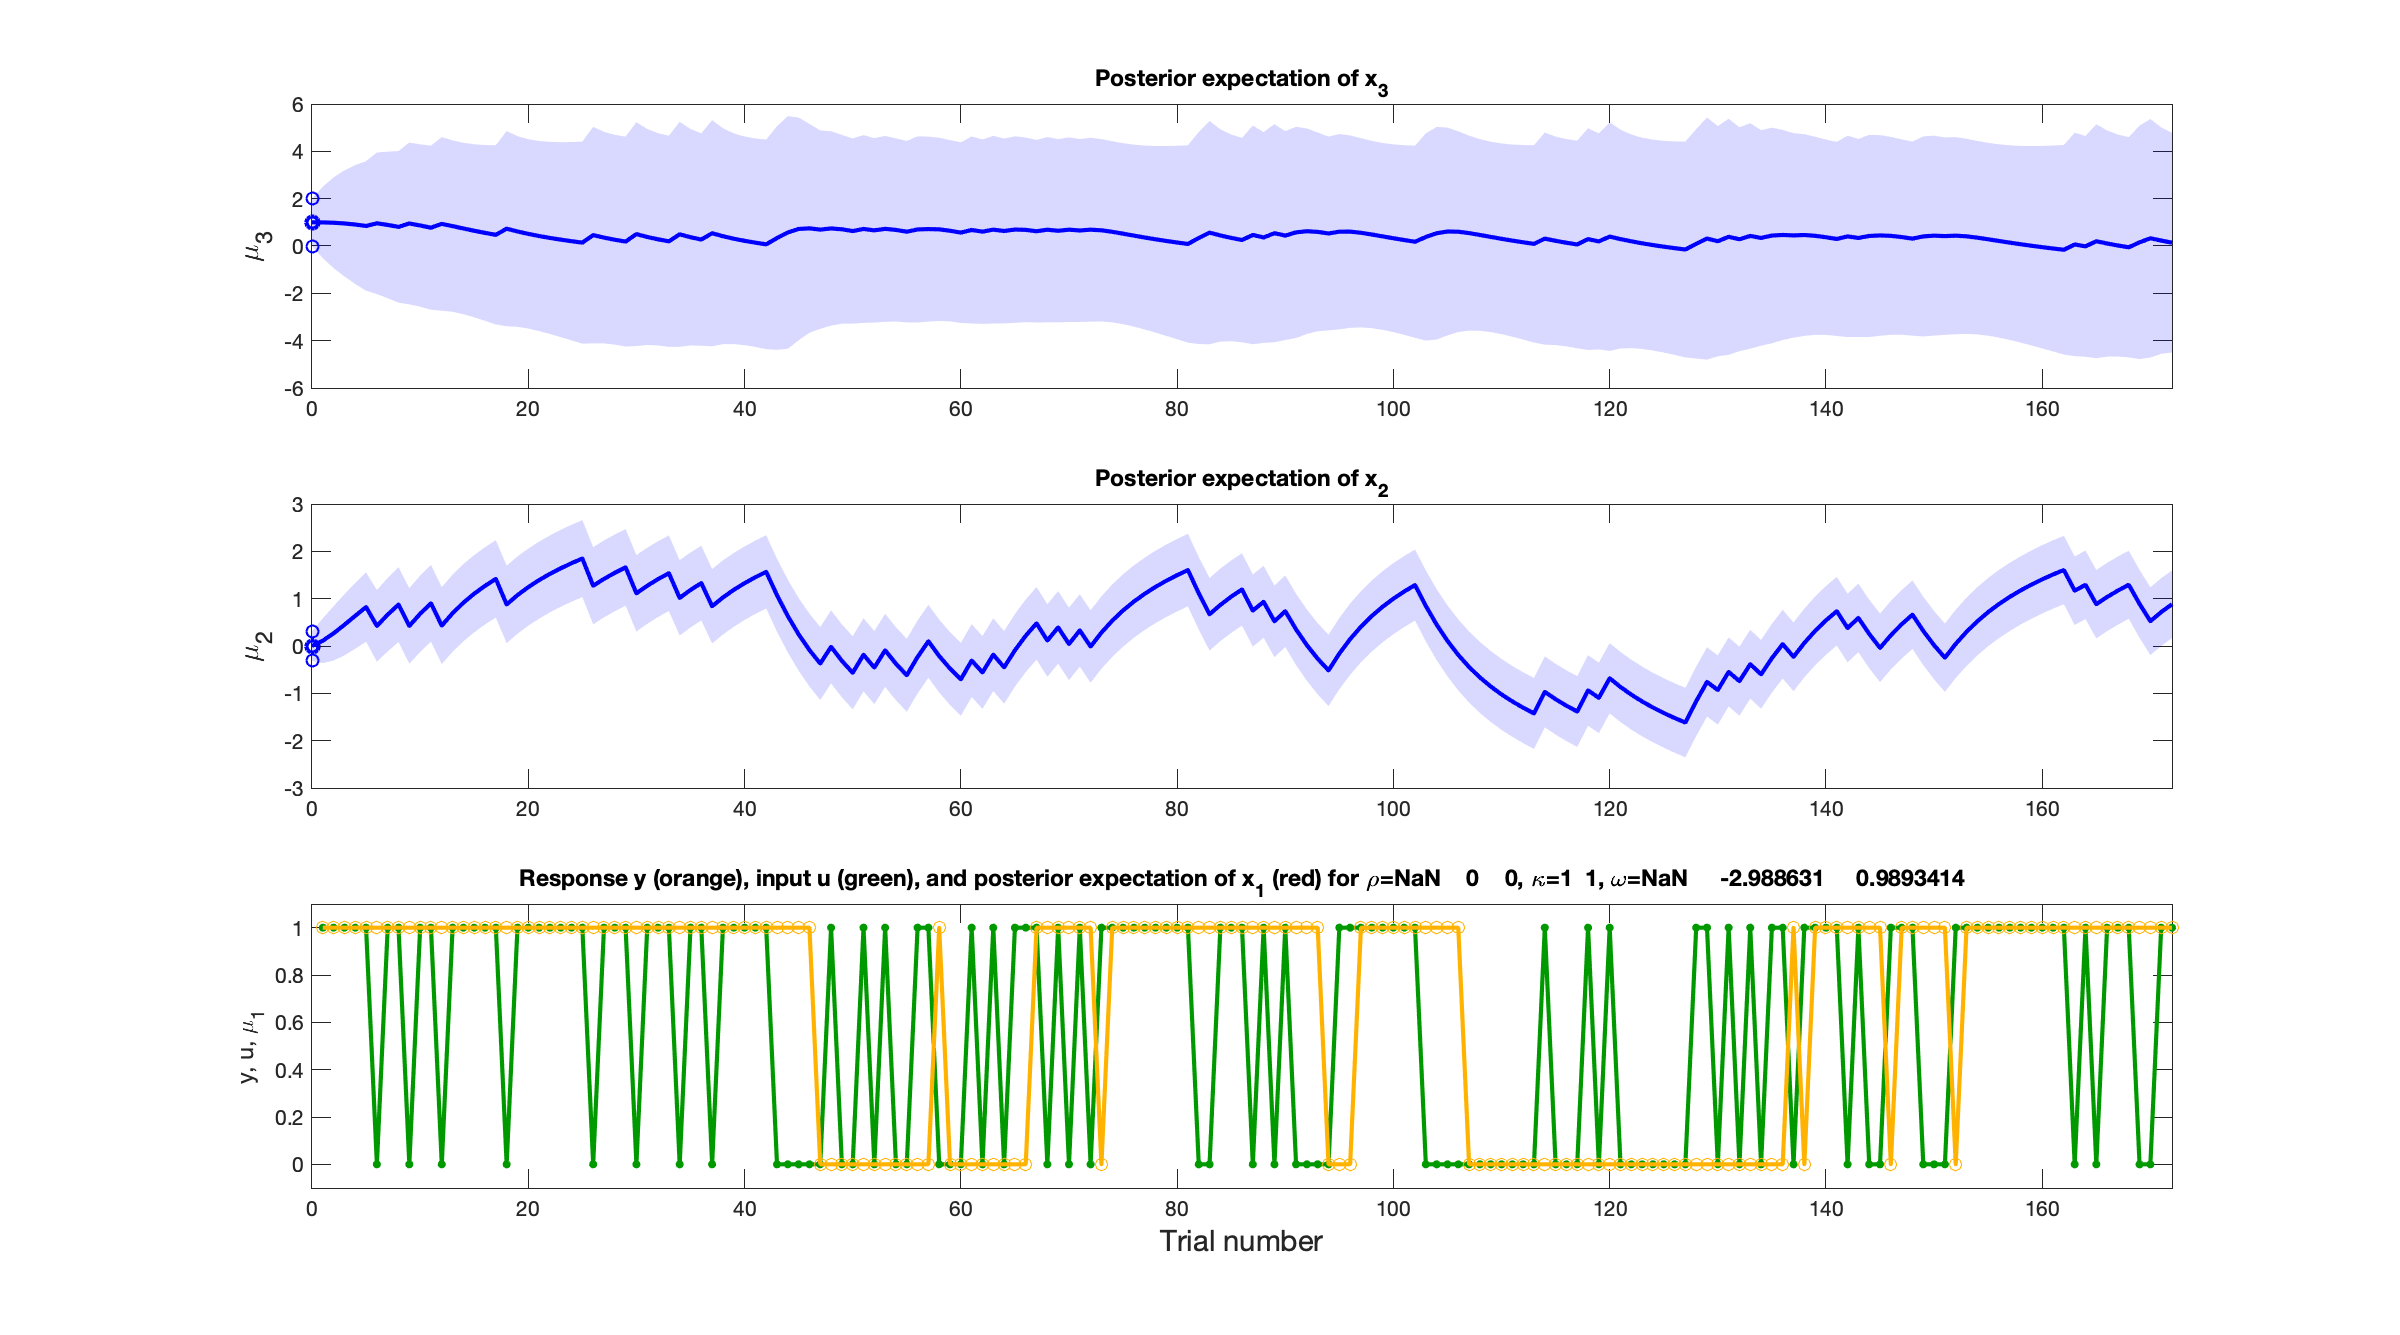 Posterior expectation of x3
6
4
2
0
-2
-4
-6
μ3
0 20 40 60 80 100 120 140 160
Posterior expectation of x2
3
2
1
0
-1
-2
-3
μ2
0 20 40 60 80 100 120 140 160
Response y (orange), input u (green), and posterior expectation of x1 (red) for ρ=NaN 0 0, κ=1 1, ω=NaN -2.988631 0.9893414
1
0.8
0.6
0.4
0.2
0
y, u, μ1
0 20 40 60 80 100 120 140 160
Trial number